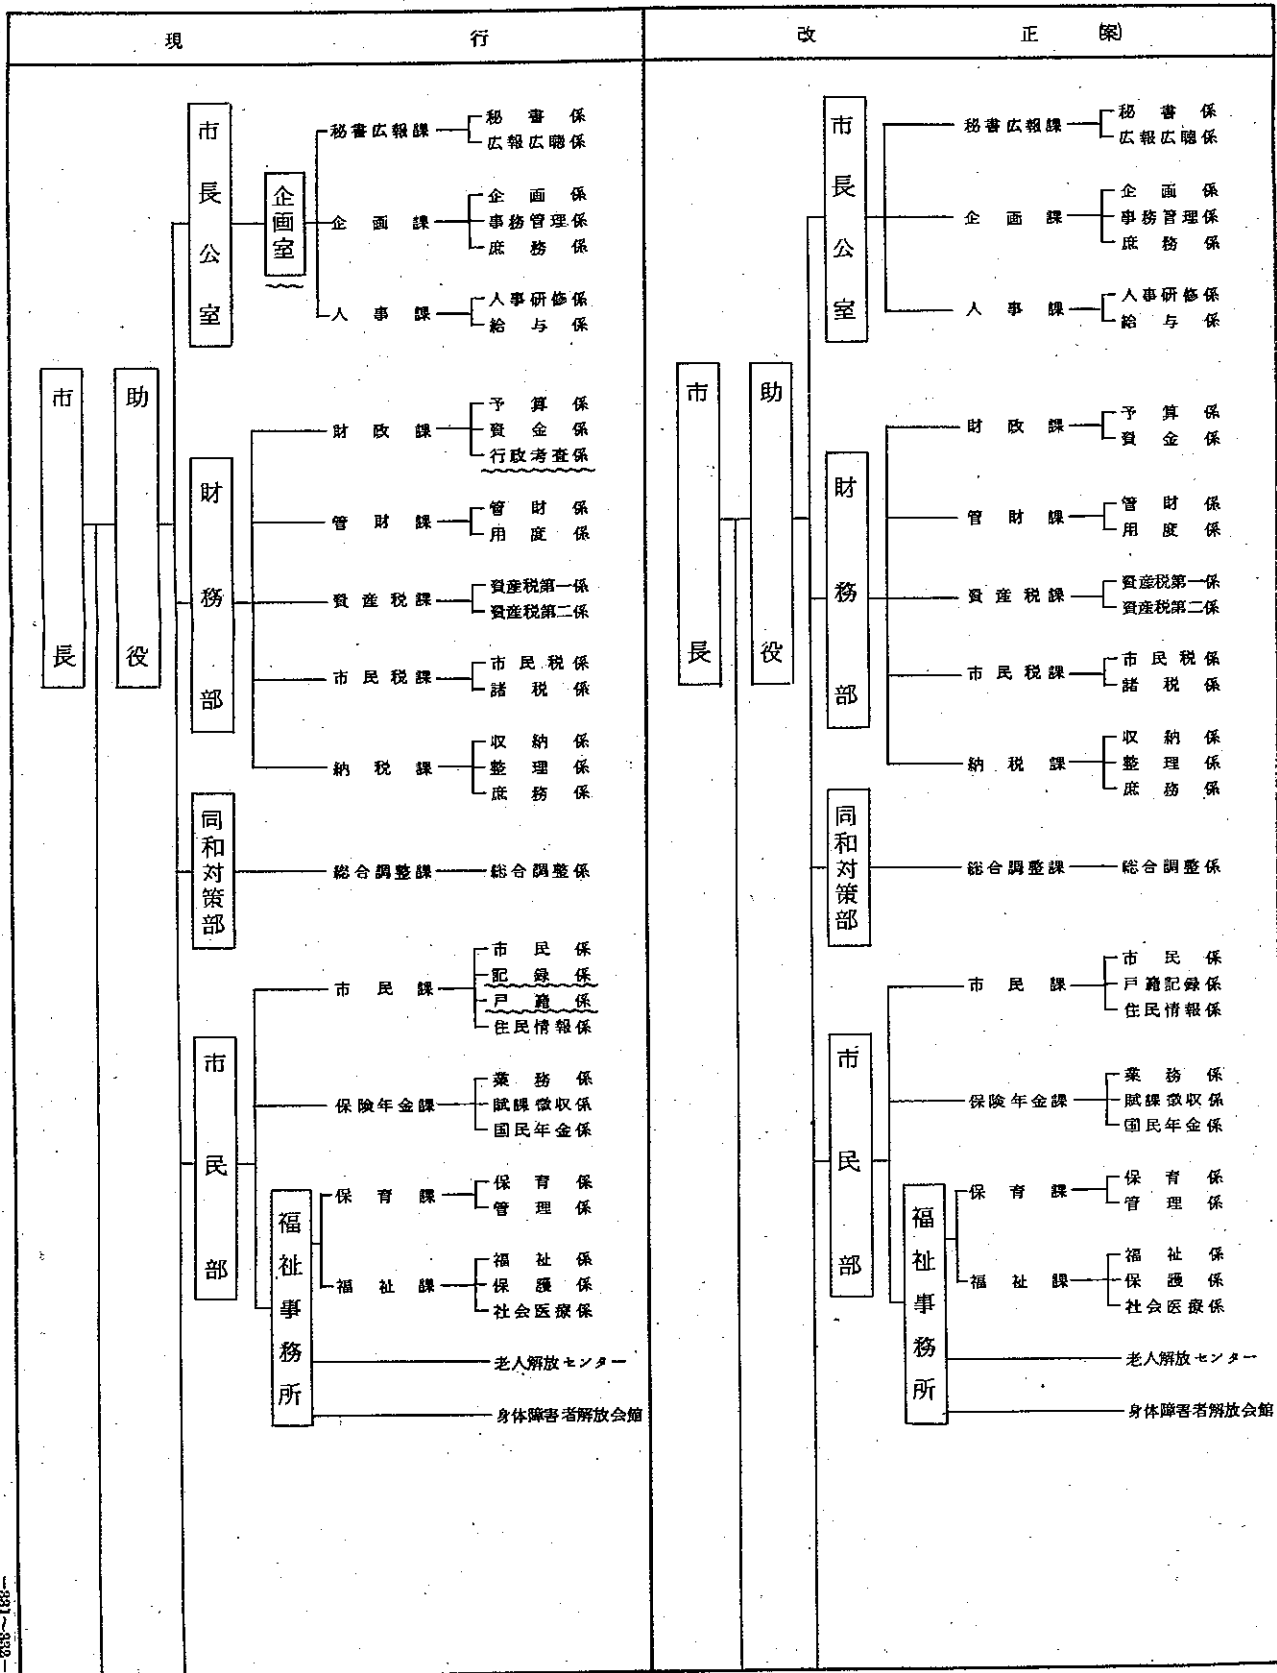 現行
市長
助役
市長公室
企画室
秘書広報課
秘書係
広報広聴係
企画課
企画係
事務管理係
庶務係
人事課
人事研修係
給与係
財務部
財政課
予算係
資金係
行政考査係
管財課
管財係
用度係
資産税課
資産税第一係
資産税第二係
市民税課
市民税係
諸税係
納税課
収納係
整理係
庶務係
同和対策部
総合調整課
総合調整係
市民部
市民課
市民係
記録係
戸籍係
住民情報係
保険年金課
業務係
賦課徴収係
国民年金係
福祉事務所
保育課
保育係
管理係
福祉課
福祉係
保護係
社会医療係
老人解放センター
身体障害者解放会館
改正(案)
市長
助役
市長公室
秘書広報課
秘書係
広報広聴係
企画課
企画係
事務管理係
庶務係
人事課
人事研修係
給与係
財務部
財政課
予算係
資金係
管財課
管財係
用度係
資産税課
資産税第一係
資産税第二係
市民税課
市民税係
諸税係
納税課
収納係
整理係
庶務係
同和対策部
総合調整課
総合調整係
市民部
市民課
市民係
戸籍記録係
住民情報係
保険年金課
業務係
賦課徴収係
国民年金係
福祉事務所
保育課
保育係
管理係
福祉課
福祉係
保護係
社会医療係
老人解放センター
身体障害者解放会館
—331~332—